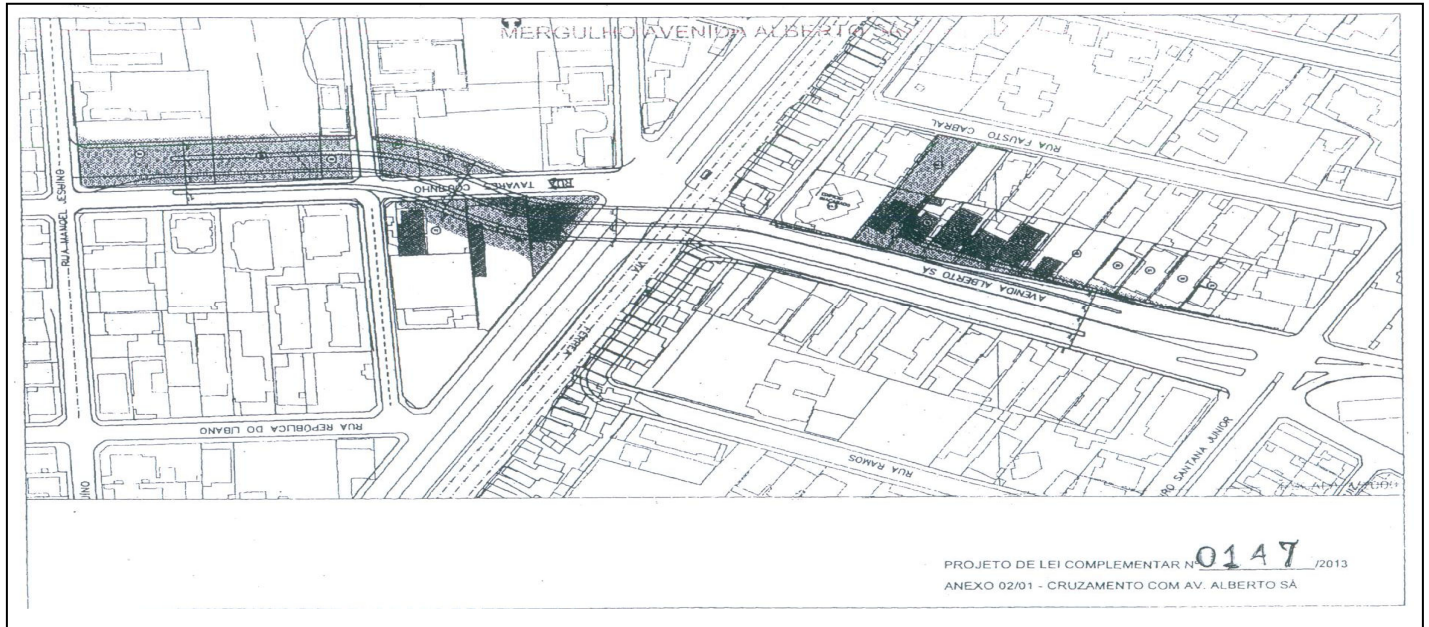 MERGULHO AVENIDA ALBERTO SÁ
RUA FAUSTO CABRAL
RUA TAVARES COUTINHO
RUA MANOEL JESUÍNO
AVENIDA ALBERTO SÁ
VIA FÉRREA
RUA REPÚBLICA DO LÍBANO
RUA RAMOS
SANTANA JUNIOR
PROJETO DE LEI COMPLEMENTAR Nº 0147 /2013
ANEXO 02/01 - CRUZAMENTO COM AV. ALBERTO SÁ